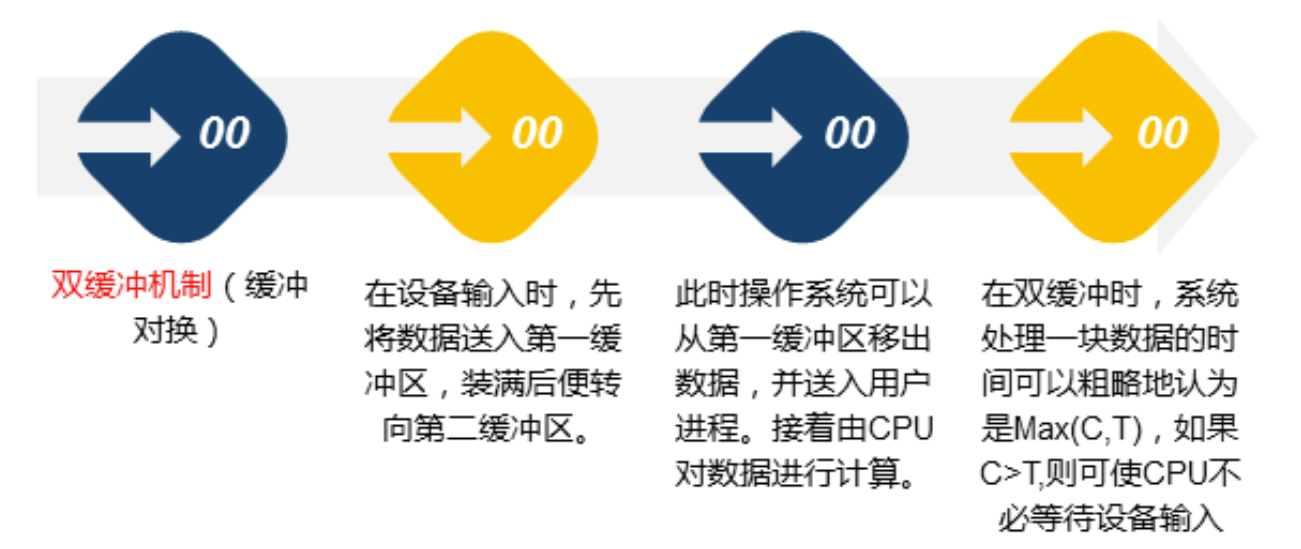 00
00
00
00
双缓冲机制（缓冲
对换）
在设备输入时，先
将数据送入第一缓
冲区，装满后便转
向第二缓冲区。
此时操作系统可以
从第一缓冲区移出
数据，并送入用户
进程。接着由CPU
对数据进行计算。
在双缓冲时，系统
处理一块数据的时
间可以粗略地认为
是Max(C,T)，如果
C>T,则可使CPU不
必等待设备输入